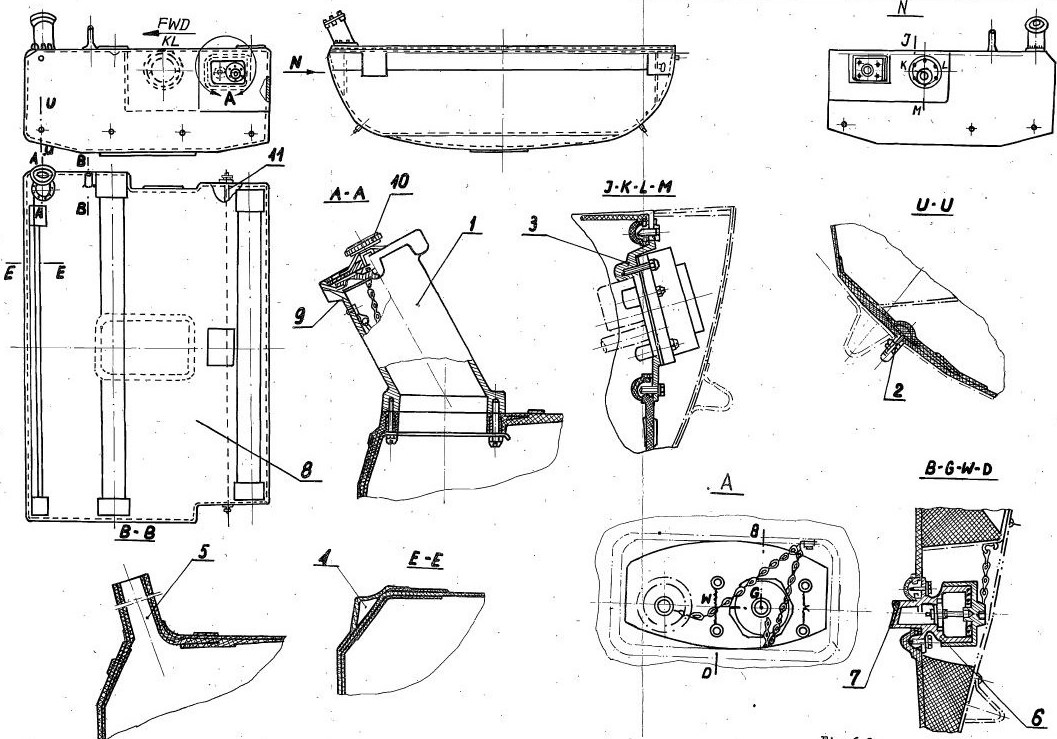 FWD
KL
A
U
A
U
B
11
A
B
E
E
8
B-B
5
N
A-A
10
1
9
4
E-E
J-K-L-M
3
N
J
K
L
M
U-U
2
A
B
W
G
D
B-G-W-D
7
6